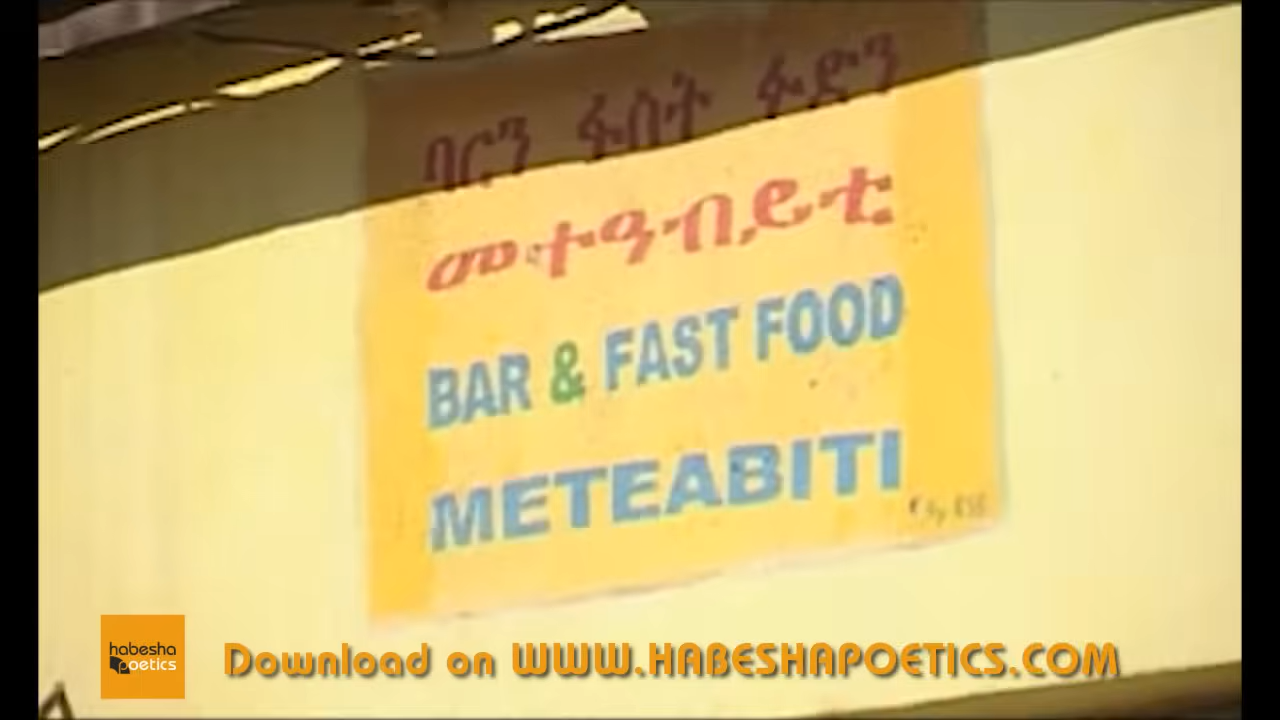 ባርን ፋስት ፉድን
መተዓብይቲ
BAR & FAST FOOD
METEABITI
habesha
poetics
Download on WWW.HABESHAPOETICS.COM